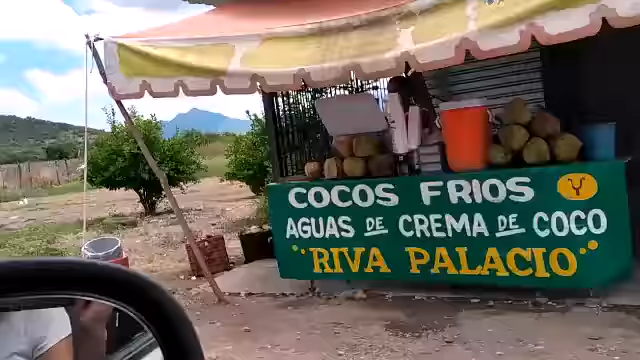 COCOS FRIOS
AGUAS DE CREMA DE COCO
RIVA PALACIO